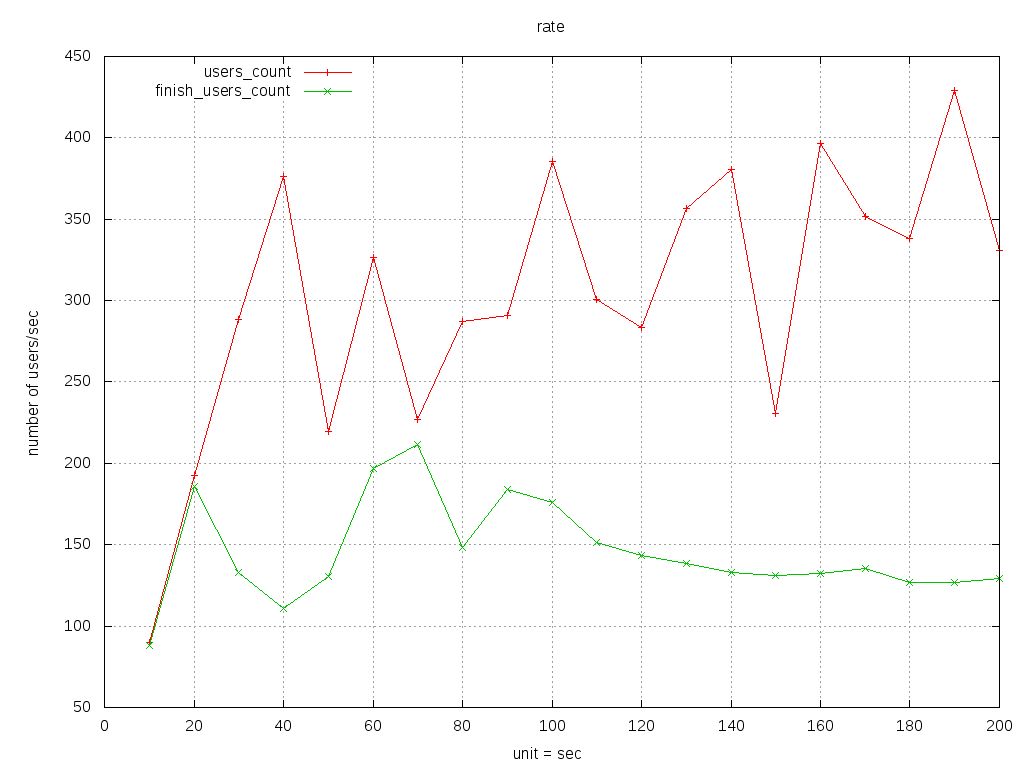 rate
450
400
350
300
250
200
150
100
50
users_count
finish_users_count
number of users/sec
0 20 40 60 80 100 120 140 160 180 200
unit = sec